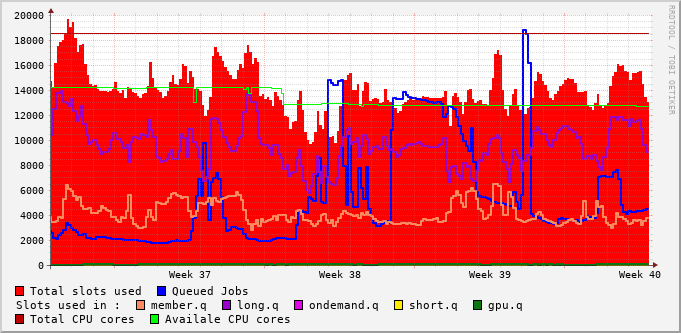 20000
18000
16000
14000
12000
10000
8000
6000
4000
2000
0
Week 37 Week 38 Week 39 Week 40
RRDTOOL / TOBI OETIKER
Total slots used Queued Jobs
Slots used in : member.q long.q ondemand.q short.q gpu.q
Total CPU cores Availale CPU cores